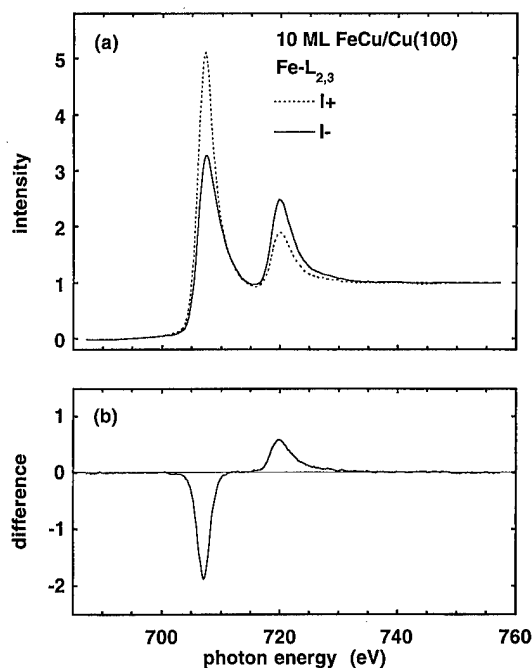 (a)
10 ML FeCu/Cu(100)
Fe-L2,3
I+
I-
5
4
3
2
1
0
intensity
(b)
1
0
-1
-2
difference
700
720
740
760
photon energy (eV)